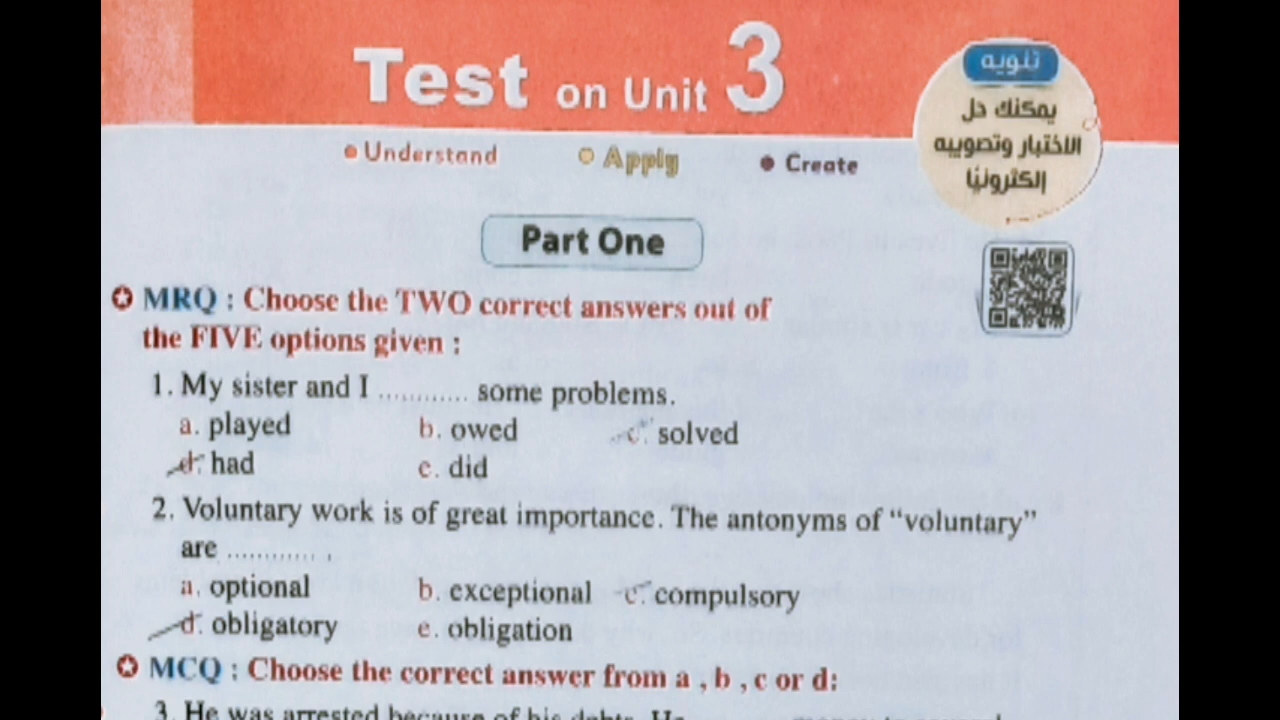 Test on Unit 3
تنويه
يمكنك حل
الاختبار وتصويبه
إلكترونيًا
Understand Apply Create
Part One
MRQ : Choose the TWO correct answers out of
the FIVE options given :
1. My sister and I ............ some problems.
a. played b. owed c. solved
d. had e. did
2. Voluntary work is of great importance. The antonyms of “voluntary”
are ............ .
a. optional b. exceptional c. compulsory
d. obligatory e. obligation
MCQ : Choose the correct answer from a , b , c or d:
3. He was arrested because of his debts. He